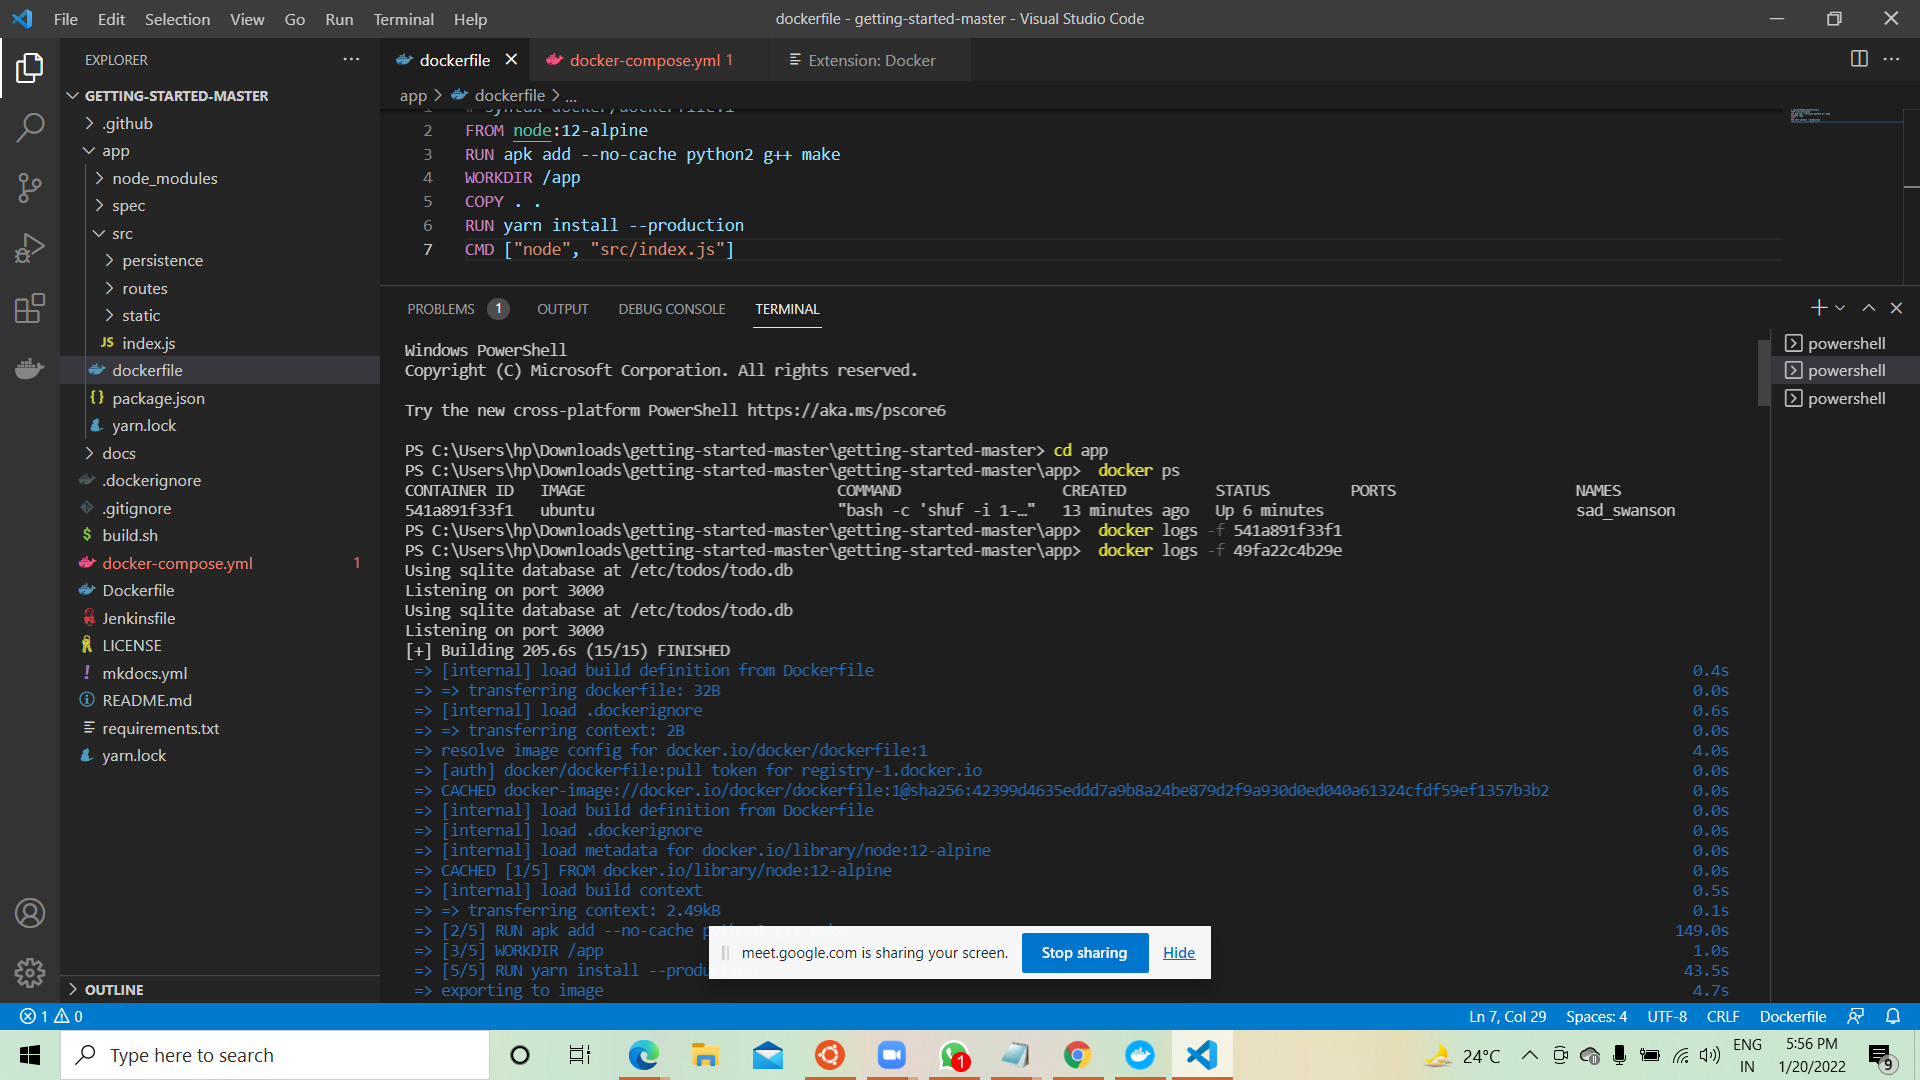 File Edit Selection View Go Run Terminal Help
dockerfile - getting-started-master - Visual Studio Code
EXPLORER
GETTING-STARTED-MASTER
.github
app
node_modules
spec
src
persistence
routes
static
JS index.js
dockerfile
{} package.json
yarn.lock
docs
.dockerignore
.gitignore
$ build.sh
docker-compose.yml 1
Dockerfile
Jenkinsfile
LICENSE
! mkdocs.yml
README.md
requirements.txt
yarn.lock
OUTLINE
dockerfile
docker-compose.yml 1
Extension: Docker
app > dockerfile > ...
2 FROM node:12-alpine
3 RUN apk add --no-cache python2 g++ make
4 WORKDIR /app
5 COPY . .
6 RUN yarn install --production
7 CMD ["node", "src/index.js"]
PROBLEMS 1 OUTPUT DEBUG CONSOLE TERMINAL
powershell
powershell
powershell
Windows PowerShell
Copyright (C) Microsoft Corporation. All rights reserved.
Try the new cross-platform PowerShell https://aka.ms/pscore6
PS C:\Users\hp\Downloads\getting-started-master\getting-started-master> cd app
PS C:\Users\hp\Downloads\getting-started-master\getting-started-master\app> docker ps
CONTAINER ID IMAGE COMMAND CREATED STATUS PORTS NAMES
541a891f33f1 ubuntu "bash -c 'shuf -i 1-…" 13 minutes ago Up 6 minutes sad_swanson
PS C:\Users\hp\Downloads\getting-started-master\getting-started-master\app> docker logs -f 541a891f33f1
PS C:\Users\hp\Downloads\getting-started-master\getting-started-master\app> docker logs -f 49fa22c4b29e
Using sqlite database at /etc/todos/todo.db
Listening on port 3000
Using sqlite database at /etc/todos/todo.db
Listening on port 3000
[+] Building 205.6s (15/15) FINISHED
=> [internal] load build definition from Dockerfile 0.4s
=> => transferring dockerfile: 32B 0.0s
=> [internal] load .dockerignore 0.6s
=> => transferring context: 2B 0.0s
=> resolve image config for docker.io/docker/dockerfile:1 4.0s
=> [auth] docker/dockerfile:pull token for registry-1.docker.io 0.0s
=> CACHED docker-image://docker.io/docker/dockerfile:1@sha256:42399d4635eddd7a9b8a24be879d2f9a930d0ed040a61324cfdf59ef1357b3b2 0.0s
=> [internal] load build definition from Dockerfile 0.0s
=> [internal] load .dockerignore 0.0s
=> [internal] load metadata for docker.io/library/node:12-alpine 0.0s
=> CACHED [1/5] FROM docker.io/library/node:12-alpine 0.0s
=> [internal] load build context 0.5s
=> => transferring context: 2.49kB 0.1s
=> [2/5] RUN apk add --no-cache 149.0s
=> [3/5] WORKDIR /app 1.0s
=> [5/5] RUN yarn install --produ 43.5s
=> exporting to image 4.7s
meet.google.com is sharing your screen. Stop sharing Hide
1 0 Ln 7, Col 29 Spaces: 4 UTF-8 CRLF Dockerfile
Type here to search
1
24°C
ENG
IN
5:56 PM
1/20/2022
9